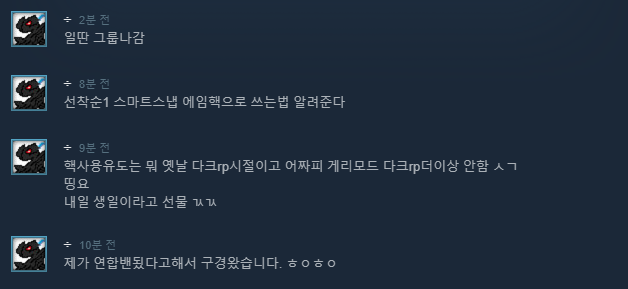 ÷ 2분 전
일딴 그룹나감
÷ 8분 전
선착순1 스마트스냅 에임핵으로 쓰는법 알려준다
÷ 9분 전
핵사용유도는 뭐 옛날 다크rp시절이고 어짜피 게리모드 다크rp더이상 안함 ㅅㄱ
띵요
내일 생일이라고 선물 ㄳㄳ
÷ 10분 전
제가 연합밴됬다고해서 구경왔습니다. ㅎㅇㅎㅇ